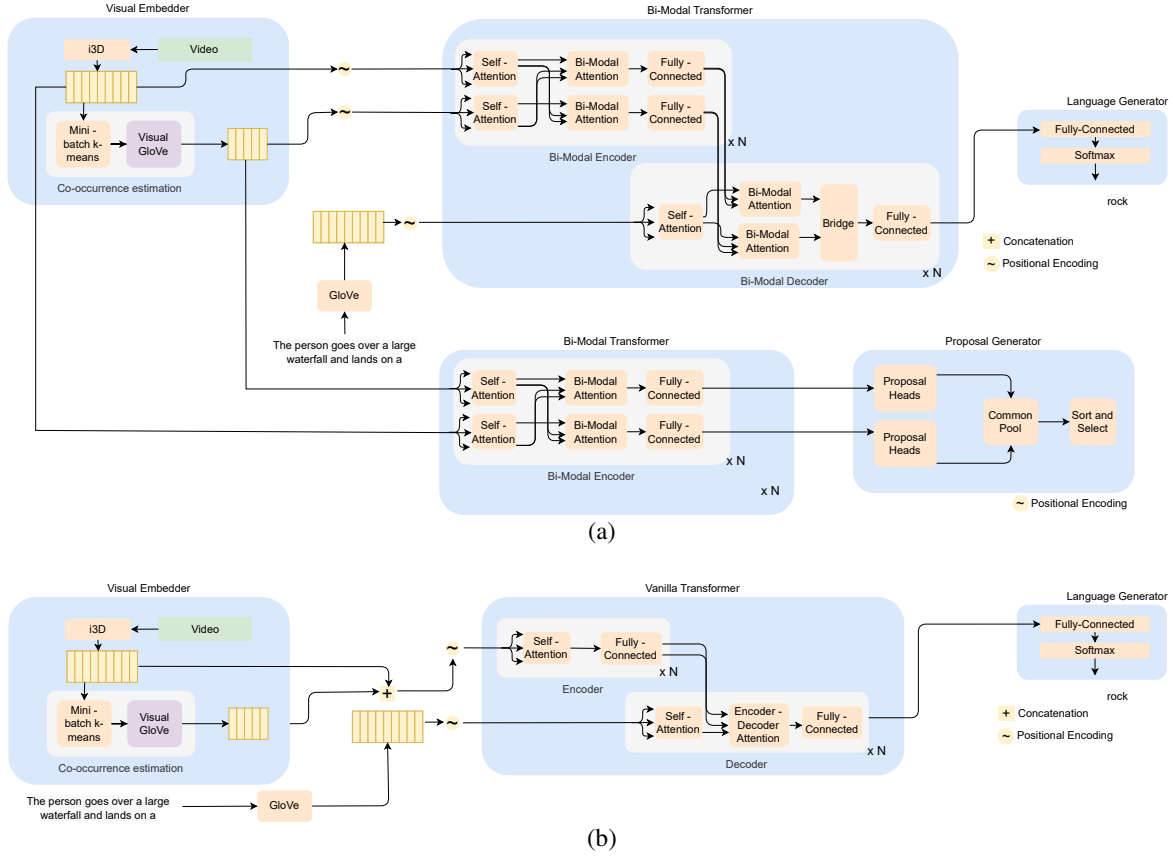 Visual Embedder
Bi-Modal Transformer
i3D
Video
Mini -
batch k-
means
Visual
GloVe
Co-occurrence estimation
~
~
Self -
Attention
Bi-Modal
Attention
Fully -
Connected
Self -
Attention
Bi-Modal
Attention
Fully -
Connected
x N
Bi-Modal Encoder
~
Self -
Attention
Bi-Modal
Attention
Bi-Modal
Attention
Bridge
Fully -
Connected
x N
Bi-Modal Decoder
Language Generator
Fully-Connected
Softmax
rock
+ Concatenation
~ Positional Encoding
GloVe
The person goes over a large
waterfall and lands on a
Bi-Modal Transformer
Self -
Attention
Bi-Modal
Attention
Fully -
Connected
Self -
Attention
Bi-Modal
Attention
Fully -
Connected
x N
Bi-Modal Encoder
x N
Proposal Generator
Proposal
Heads
Proposal
Heads
Common
Pool
Sort and
Select
~ Positional Encoding
(a)
Visual Embedder
Vanilla Transformer
i3D
Video
Mini -
batch k-
means
Visual
GloVe
Co-occurrence estimation
+
~
~
Self -
Attention
Fully -
Connected
x N
Encoder
Self -
Attention
Encoder -
Decoder
Attention
Fully -
Connected
x N
Decoder
Language Generator
Fully-Connected
Softmax
rock
+ Concatenation
~ Positional Encoding
The person goes over a large
waterfall and lands on a
GloVe
(b)